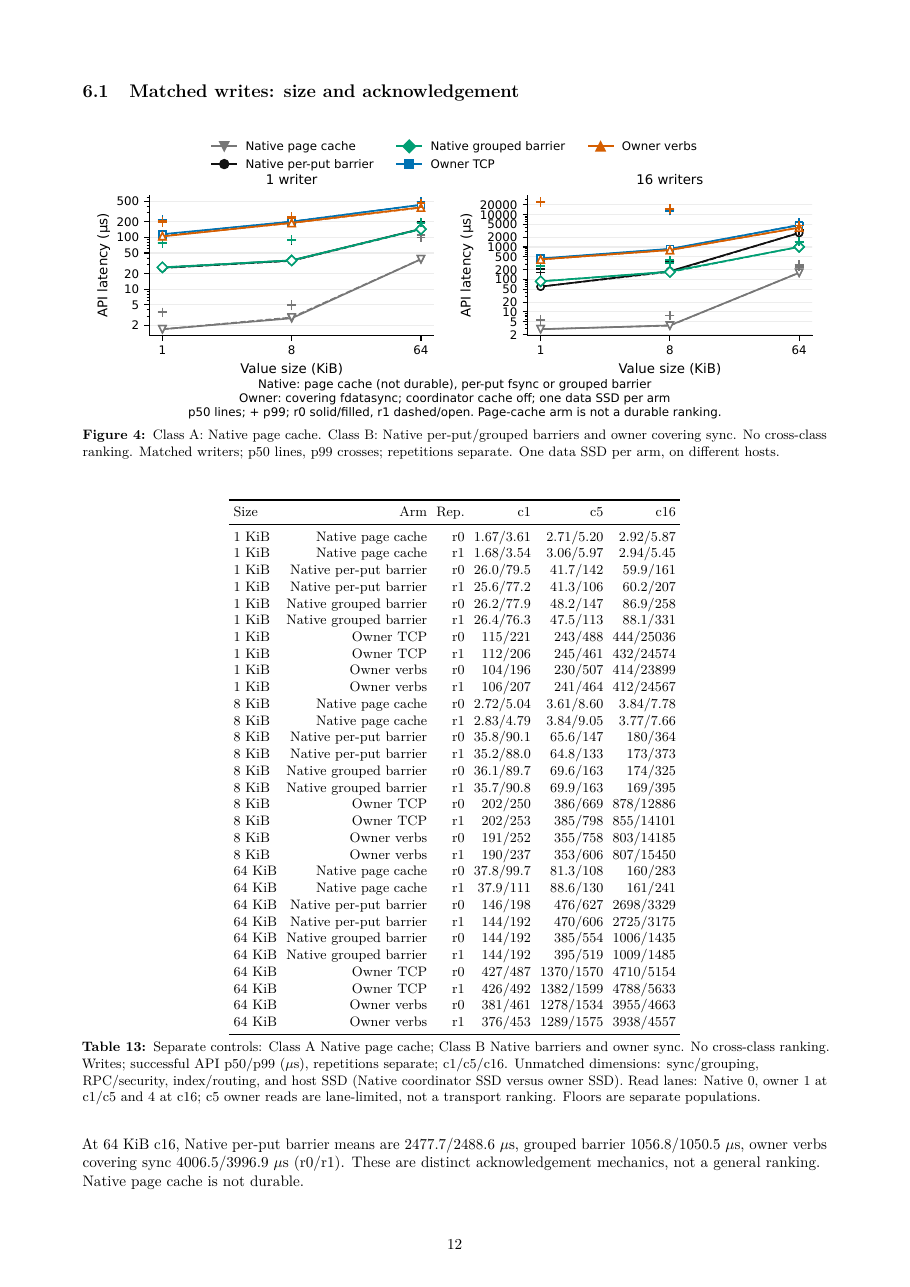 6.1 Matched writes: size and acknowledgement
Native page cache
Native per-put barrier
Native grouped barrier
Owner TCP
Owner verbs
1 writer
API latency (µs)
500
200
100
50
20
10
5
2
1
8
64
Value size (KiB)
16 writers
API latency (µs)
20000
10000
5000
2000
1000
500
200
100
50
20
10
5
2
1
8
64
Value size (KiB)
Native: page cache (not durable), per-put fsync or grouped barrier
Owner: covering fdatasync; coordinator cache off; one data SSD per arm
p50 lines; + p99; r0 solid/filled, r1 dashed/open. Page-cache arm is not a durable ranking.
Figure 4: Class A: Native page cache. Class B: Native per-put/grouped barriers and owner covering sync. No cross-class
ranking. Matched writers; p50 lines, p99 crosses; repetitions separate. One data SSD per arm, on different hosts.
Size Arm Rep. c1 c5 c16
1 KiB Native page cache r0 1.67/3.61 2.71/5.20 2.92/5.87
1 KiB Native page cache r1 1.68/3.54 3.06/5.97 2.94/5.45
1 KiB Native per-put barrier r0 26.0/79.5 41.7/142 59.9/161
1 KiB Native per-put barrier r1 25.6/77.2 41.3/106 60.2/207
1 KiB Native grouped barrier r0 26.2/77.9 48.2/147 86.9/258
1 KiB Native grouped barrier r1 26.4/76.3 47.5/113 88.1/331
1 KiB Owner TCP r0 115/221 243/488 444/25036
1 KiB Owner TCP r1 112/206 245/461 432/24574
1 KiB Owner verbs r0 104/196 230/507 414/23899
1 KiB Owner verbs r1 106/207 241/464 412/24567
8 KiB Native page cache r0 2.72/5.04 3.61/8.60 3.84/7.78
8 KiB Native page cache r1 2.83/4.79 3.84/9.05 3.77/7.66
8 KiB Native per-put barrier r0 35.8/90.1 65.6/147 180/364
8 KiB Native per-put barrier r1 35.2/88.0 64.8/133 173/373
8 KiB Native grouped barrier r0 36.1/89.7 69.6/163 174/325
8 KiB Native grouped barrier r1 35.7/90.8 69.9/163 169/395
8 KiB Owner TCP r0 202/250 386/669 878/12886
8 KiB Owner TCP r1 202/253 385/798 855/14101
8 KiB Owner verbs r0 191/252 355/758 803/14185
8 KiB Owner verbs r1 190/237 353/606 807/15450
64 KiB Native page cache r0 37.8/99.7 81.3/108 160/283
64 KiB Native page cache r1 37.9/111 88.6/130 161/241
64 KiB Native per-put barrier r0 146/198 476/627 2698/3329
64 KiB Native per-put barrier r1 144/192 470/606 2725/3175
64 KiB Native grouped barrier r0 144/192 385/554 1006/1435
64 KiB Native grouped barrier r1 144/192 395/519 1009/1485
64 KiB Owner TCP r0 427/487 1370/1570 4710/5154
64 KiB Owner TCP r1 426/492 1382/1599 4788/5633
64 KiB Owner verbs r0 381/461 1278/1534 3955/4663
64 KiB Owner verbs r1 376/453 1289/1575 3938/4557
Table 13: Separate controls: Class A Native page cache; Class B Native barriers and owner sync. No cross-class ranking.
Writes; successful API p50/p99 (µs), repetitions separate; c1/c5/c16. Unmatched dimensions: sync/grouping,
RPC/security, index/routing, and host SSD (Native coordinator SSD versus owner SSD). Read lanes: Native 0, owner 1 at
c1/c5 and 4 at c16; c5 owner reads are lane-limited, not a transport ranking. Floors are separate populations.
At 64 KiB c16, Native per-put barrier means are 2477.7/2488.6 µs, grouped barrier 1056.8/1050.5 µs, owner verbs
covering sync 4006.5/3996.9 µs (r0/r1). These are distinct acknowledgement mechanics, not a general ranking.
Native page cache is not durable.
12